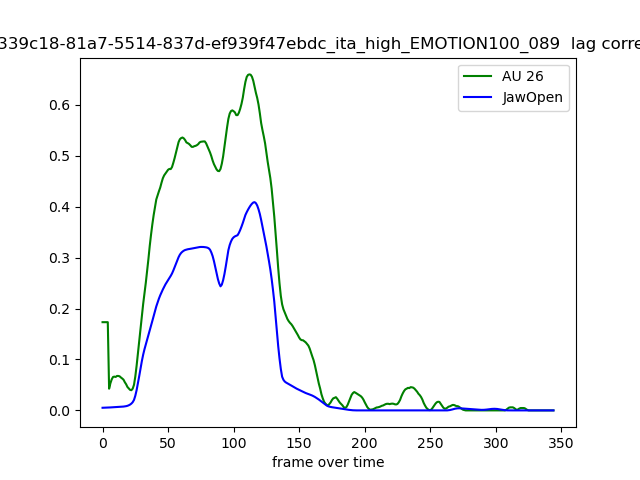 339c18-81a7-5514-837d-ef939f47ebdc_ita_high_EMOTION100_089 lag corre
AU 26
JawOpen
0.6
0.5
0.4
0.3
0.2
0.1
0.0
0 50 100 150 200 250 300 350
frame over time